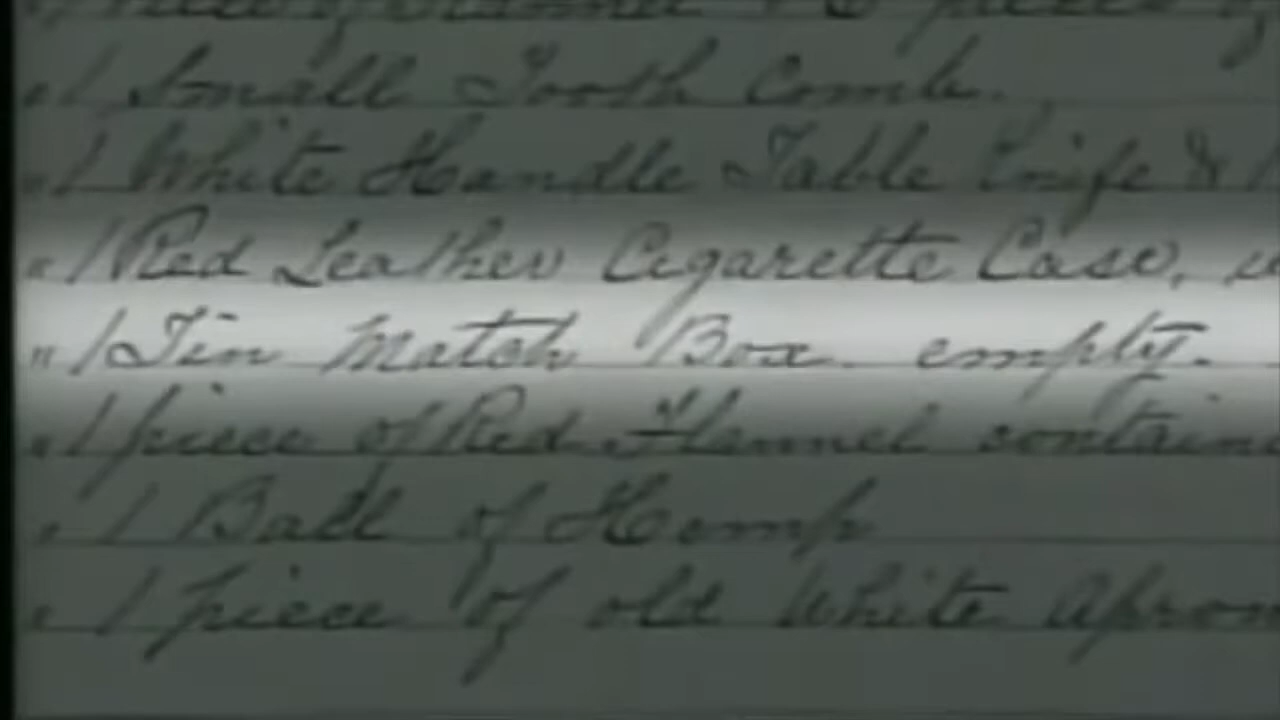 " 1 Small Tooth Comb.
" 1 White Handle Table Knife &
" 1 Red Leather Cigarette Case,
" 1 Tin Match Box. empty.
" 1 piece of Red Flannel
" 1 Ball of Hemp
" 1 piece of old White Apron